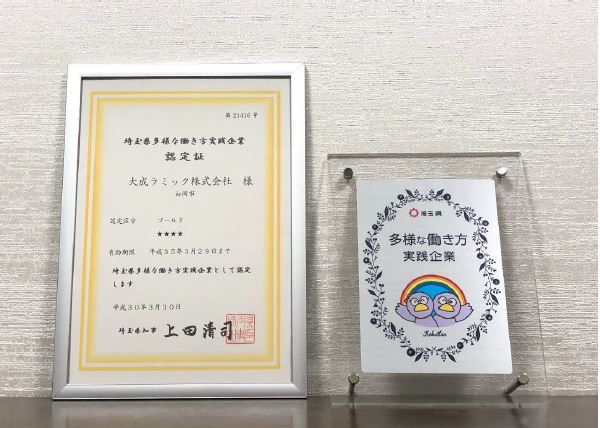 第21416号
埼玉県多様な働き方実践企業
認定証
大成ラミック株式会社 様
白岡市
認定区分 ゴールド
★★★★
有効期限 平成35年3月29日まで
埼玉県多様な働き方実践企業として認定
します
平成30年3月30日
埼玉県知事 上田清司
埼玉県
多様な働き方
実践企業
Kobaton